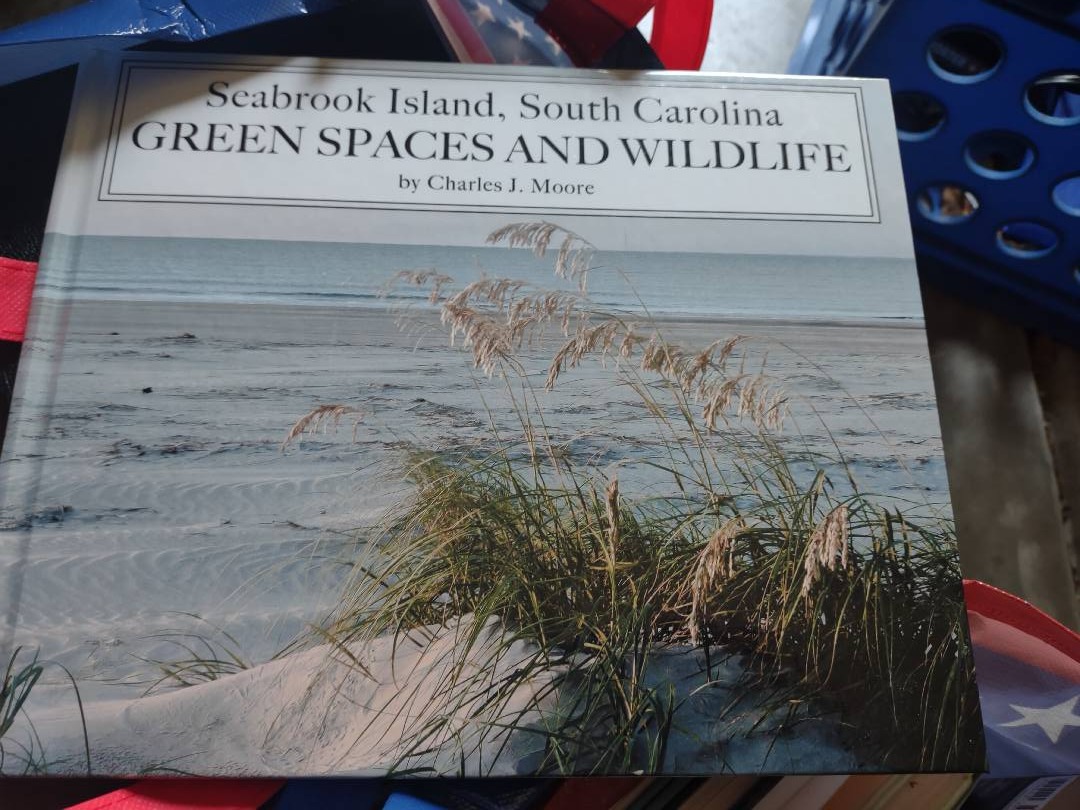 Seabrook Island, South Carolina
GREEN SPACES AND WILDLIFE
by Charles J. Moore